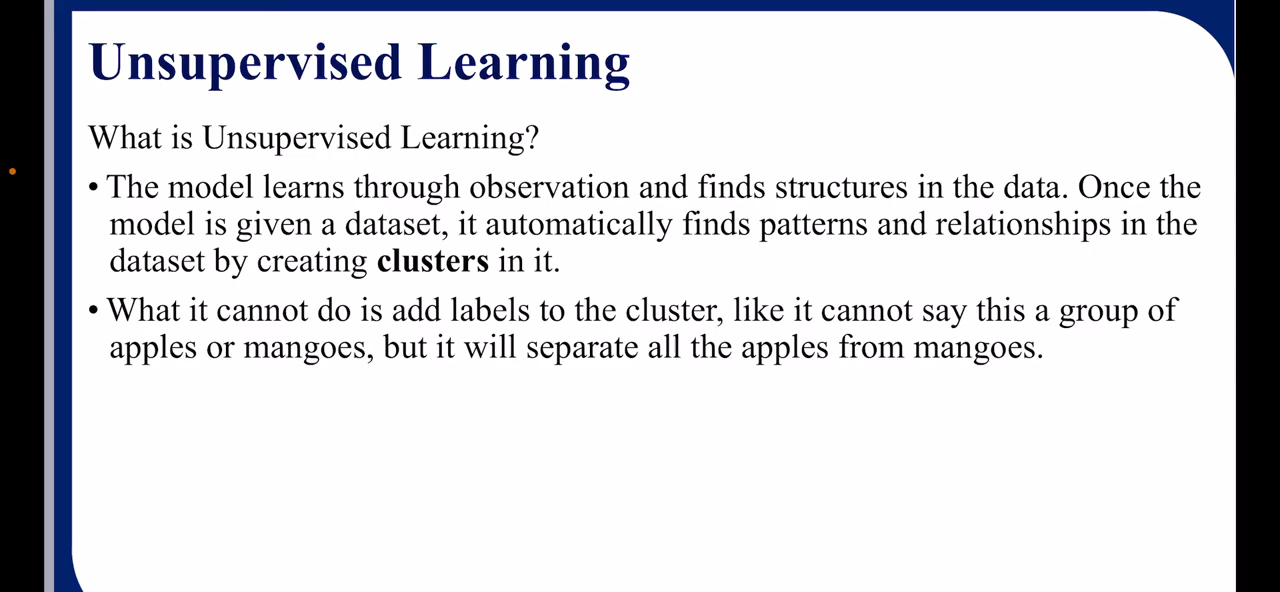 Unsupervised Learning
What is Unsupervised Learning?
• The model learns through observation and finds structures in the data. Once the
model is given a dataset, it automatically finds patterns and relationships in the
dataset by creating clusters in it.
• What it cannot do is add labels to the cluster, like it cannot say this a group of
apples or mangoes, but it will separate all the apples from mangoes.